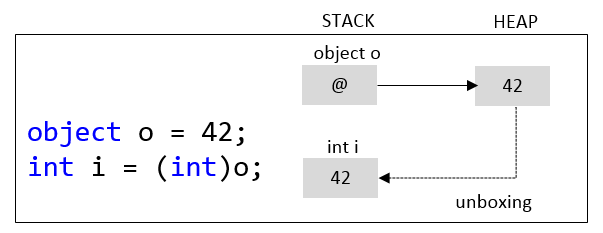 STACK HEAP
object o
@ 42
object o = 42;
int i = (int)o;
int i
42
unboxing